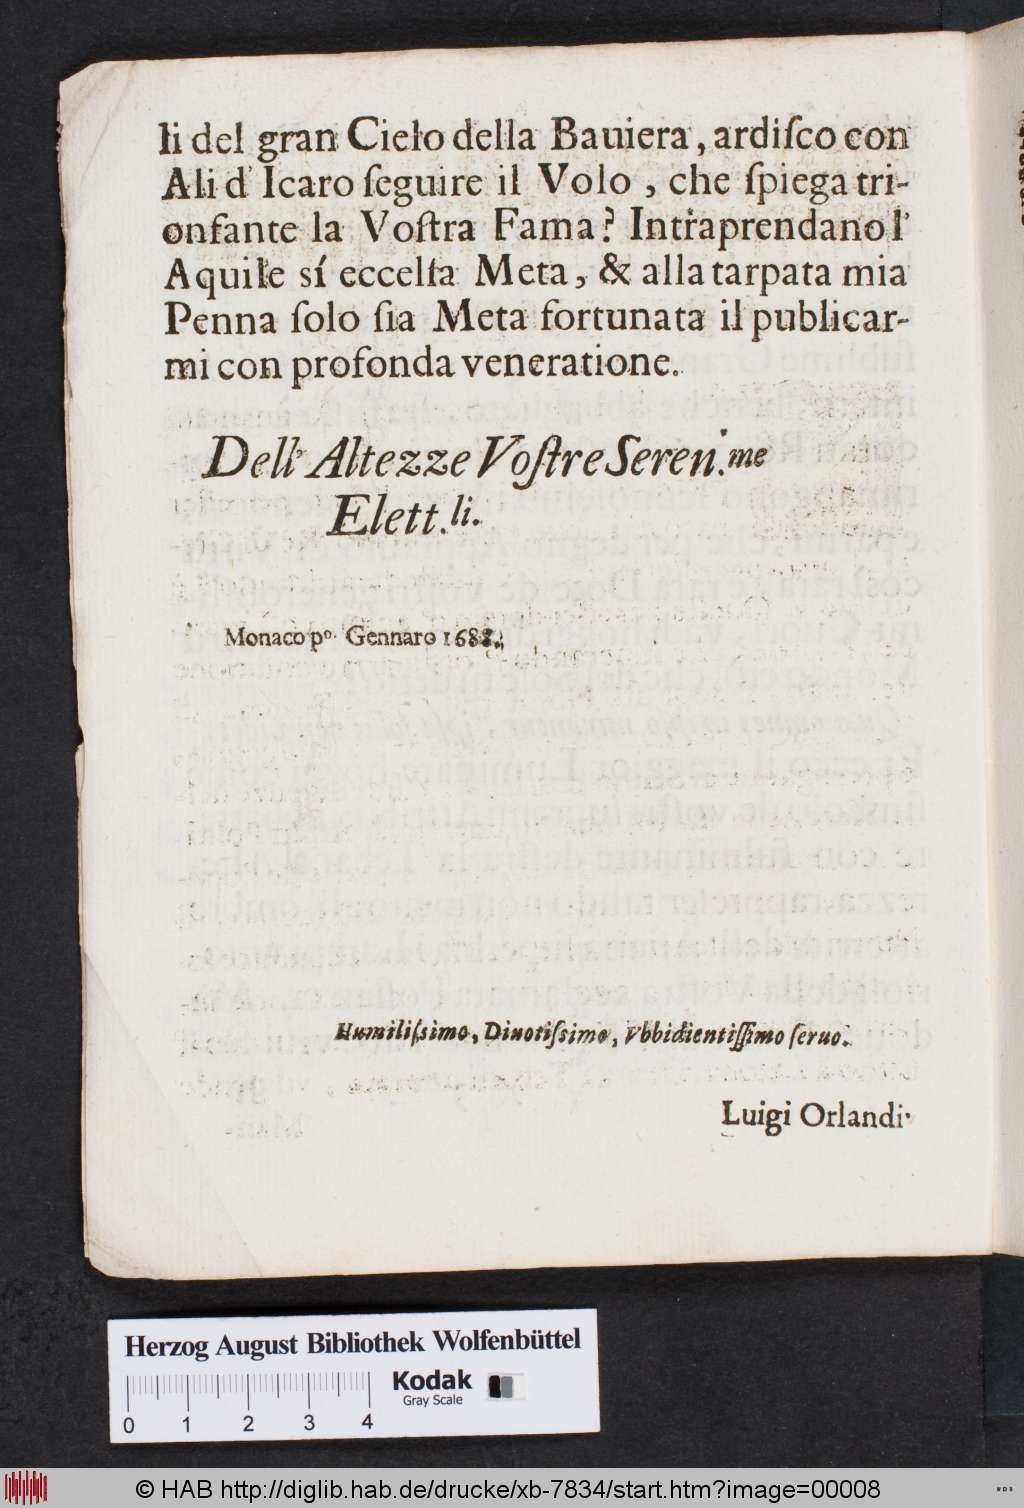 li del gran Cielo della Bauiera, ardiſco con
Ali d' Icaro ſeguire il Volo, che ſpiega tri-
onfante la Voſtra Fama? Intraprendano l'
Aquile sí eccelſa Meta, & alla tarpata mia
Penna ſolo ſia Meta fortunata il publicar-
mi con profonda veneratione.
Dell' Altezze Voſtre Seren.me
Elett.li.
Monaco po. Gennaro
Humiliſsimo, Diuotiſsimo, Vbbidientiſſimo ſeruo.
Luigi Orlandi
Herzog August Bibliothek Wolfenbüttel
Kodak
Gray Scale
0 1 2 3 4
© HAB http://diglib.hab.de/drucke/xb-7834/start.htm?image=00008